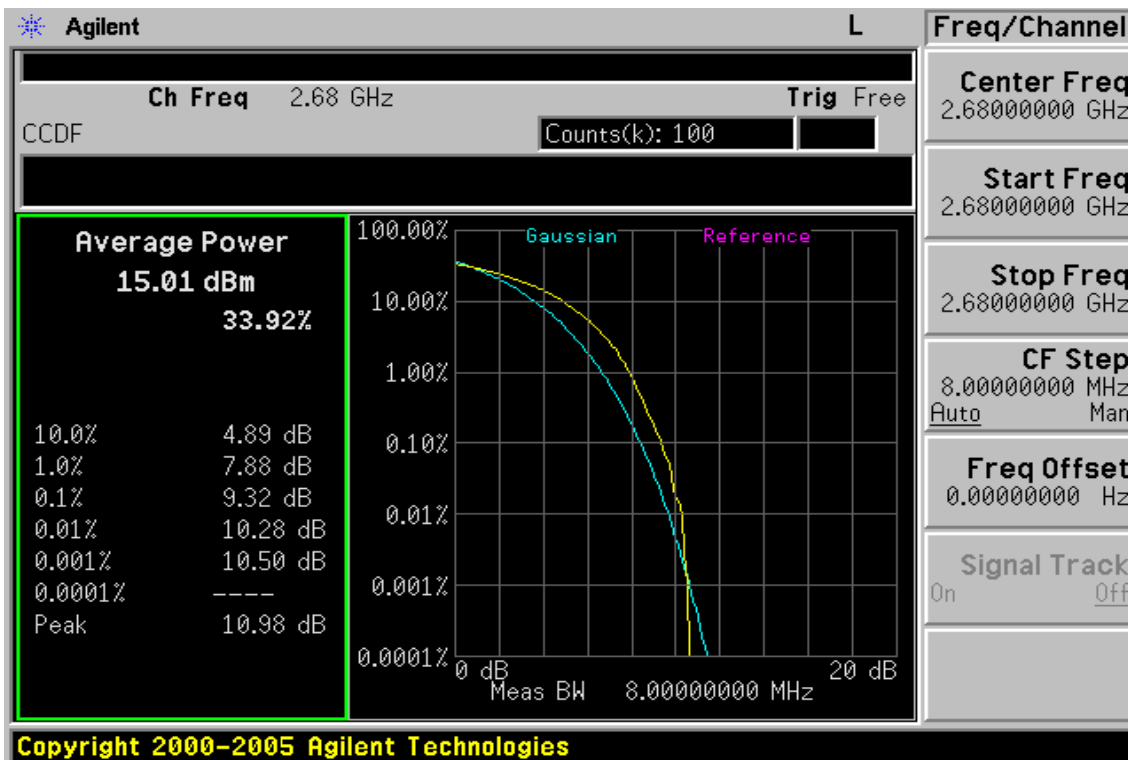 Agilent
L
Freq/Channel
Ch Freq 2.68 GHz
Trig Free
CCDF
Counts(k): 100
Average Power
15.01 dBm
33.92%
10.0% 4.89 dB
1.0% 7.88 dB
0.1% 9.32 dB
0.01% 10.28 dB
0.001% 10.50 dB
0.0001% ----
Peak 10.98 dB
100.00%
Gaussian
Reference
10.00%
1.00%
0.10%
0.01%
0.001%
0.0001%
0 dB
20 dB
Meas BW 8.00000000 MHz
Center Freq
2.68000000 GHz
Start Freq
2.68000000 GHz
Stop Freq
2.68000000 GHz
CF Step
8.00000000 MHz
Auto Man
Freq Offset
0.00000000 Hz
Signal Track
On Off
Copyright 2000-2005 Agilent Technologies